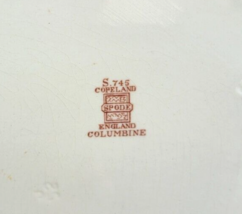 S. 745
COPELAND
SPODE
ENGLAND
COLUMBINE